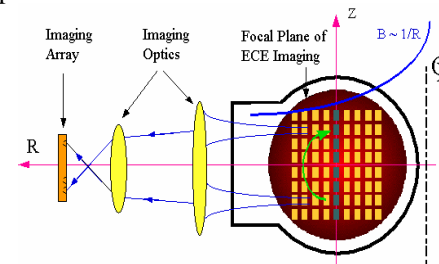 Imaging
Array
Imaging
Optics
Focal Plane of
ECE Imaging
Z
B ~ 1/R
R